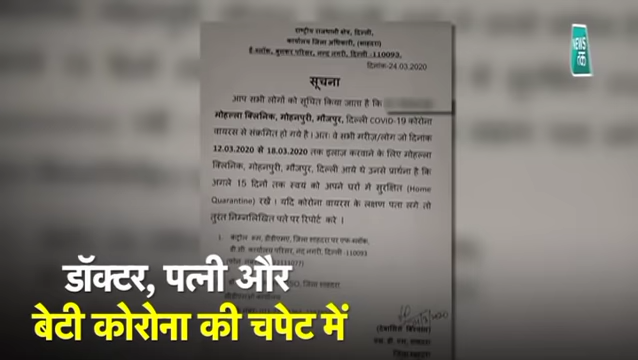 राष्ट्रीय राजधानी क्षेत्र, दिल्ली,
कार्यालय जिला अधिकारी, (शाहदरा)
NEWS
तक
दिनांक-24.03.2020
सूचना
आप सभी लोगों को सूचित किया जाता है कि
मोहल्ला क्लिनिक, मोहनपुरी, मौजपुर, दिल्ली COVID-19 कोरोना
वायरस से संक्रमित हो गये है। अतः वे सभी मरीज/लोग जो दिनांक
12.03.2020 से 18.03.2020 तक इलाज करवाने के लिए मोहल्ला
क्लिनिक, मोहनपुरी, मौजपुर, दिल्ली आये थे उनसे प्रार्थना है कि
अगले 15 दिनो तक स्वयं को अपने घरों में सुरक्षित (Home
Quarantine) रखें । यदि कोरोना वायरस के लक्षण पता लगे तो
तुरंत निम्नलिखित पते पर रिपोर्ट करे ।
डॉक्टर, पत्नी और
बेटी कोरोना की चपेट में